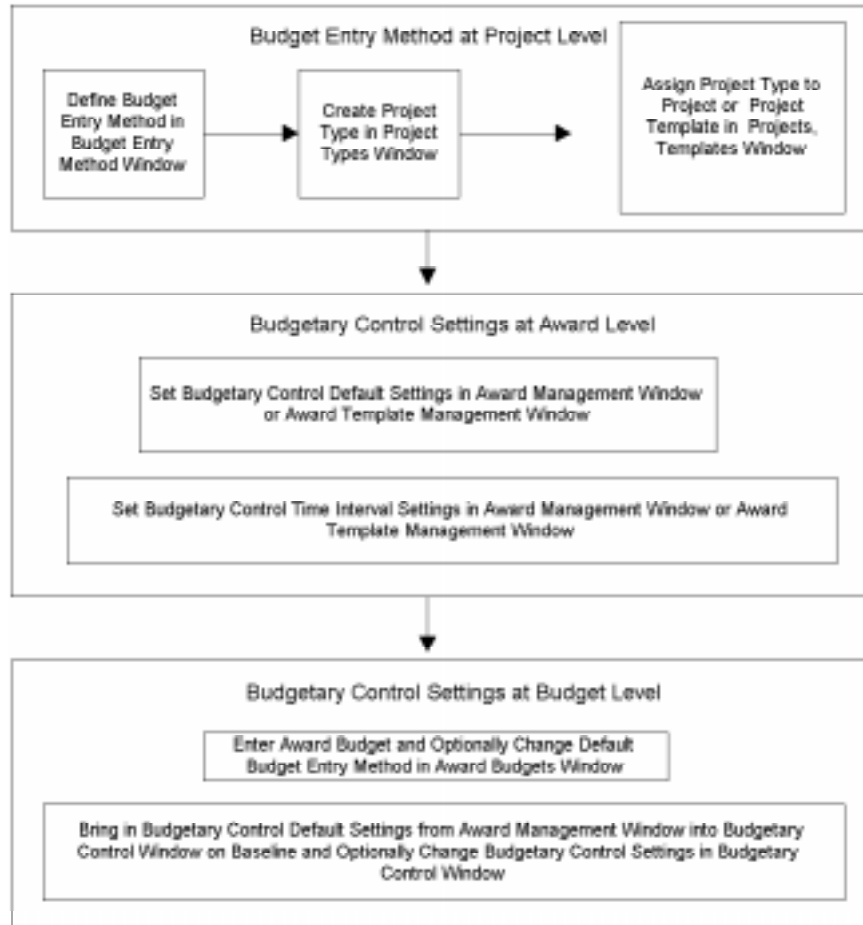 Budget Entry Method at Project Level
Define Budget
Entry Method in
Budget Entry
Method Window
Create Project
Type in Project
Types Window
Assign Project Type to
Project or Project
Template in Projects,
Templates Window
Budgetary Control Settings at Award Level
Set Budgetary Control Default Settings in Award Management Window
or Award Template Management Window
Set Budgetary Control Time Interval Settings in Award Management Window or Award
Template Management Window
Budgetary Control Settings at Budget Level
Enter Award Budget and Optionally Change Default
Budget Entry Method in Award Budgets Window
Bring in Budgetary Control Default Settings from Award Management Window into Budgetary
Control Window on Baseline and Optionally Change Budgetary Control Settings in Budgetary
Control Window